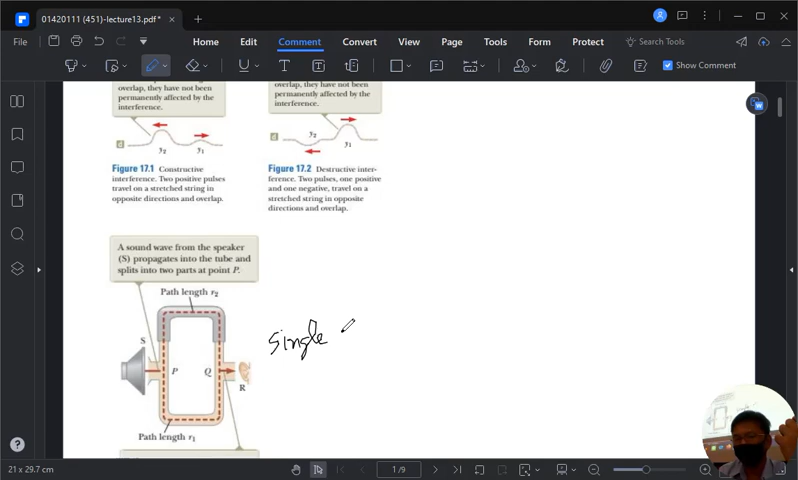 01420111 (451)-lecture13.pdf *
File
Home
Edit
Comment
Convert
View
Page
Tools
Form
Protect
Search Tools
Show Comment
overlap, they have not been
permanently affected by the
interference.
overlap, they have not been
permanently affected by the
interference.
d
y2
y1
d
y2
y1
Figure 17.1 Constructive
interference. Two positive pulses
travel on a stretched string in
opposite directions and overlap.
Figure 17.2 Destructive inter-
ference. Two pulses, one positive
and one negative, travel on a
stretched string in opposite
directions and overlap.
A sound wave from the speaker
(S) propagates into the tube and
splits into two parts at point P.
Path length r2
S
P
Q
R
Path length r1
single
21 x 29.7 cm
1 /9
100%